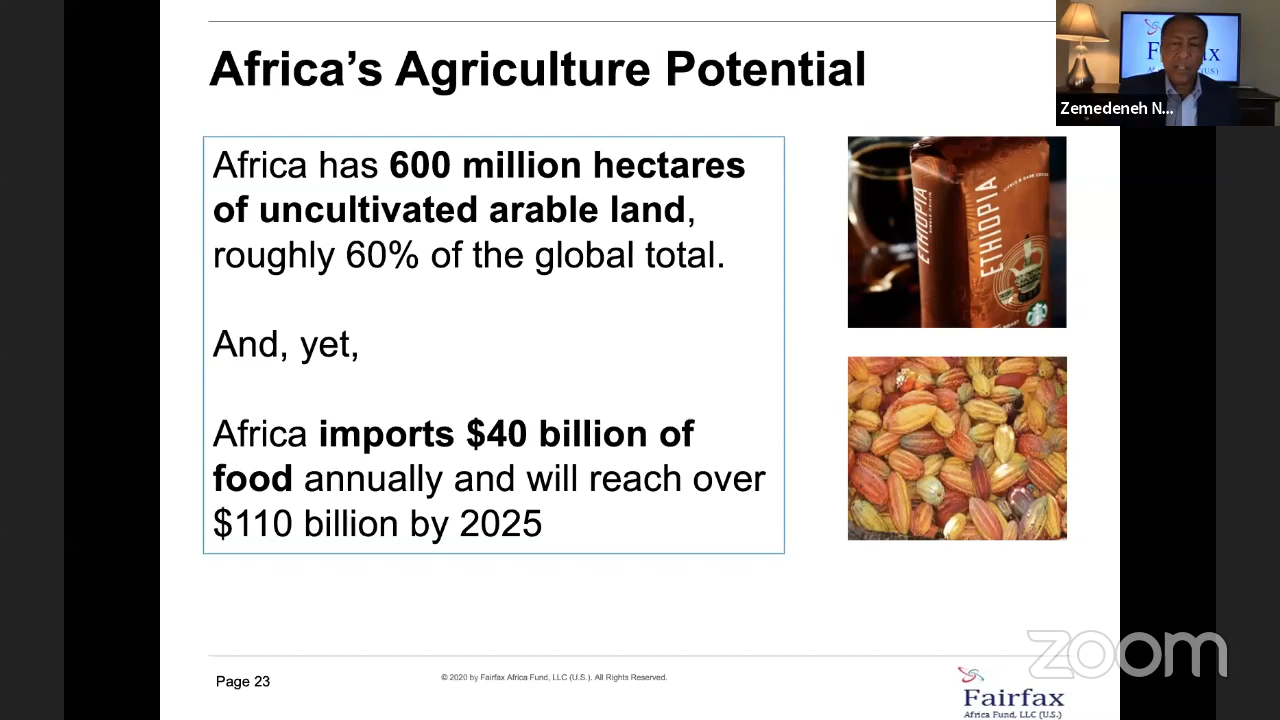 Africa’s Agriculture Potential
Fairfax
Zemedeneh N...
Africa has 600 million hectares
of uncultivated arable land,
roughly 60% of the global total.
And, yet,
Africa imports $40 billion of
food annually and will reach over
$110 billion by 2025
ETHIOPIA
ETHIOPIA
Page 23
© 2020 by Fairfax Africa Fund, LLC (U.S.). All Rights Reserved.
zoom
Fairfax
Africa Fund, LLC (U.S.)